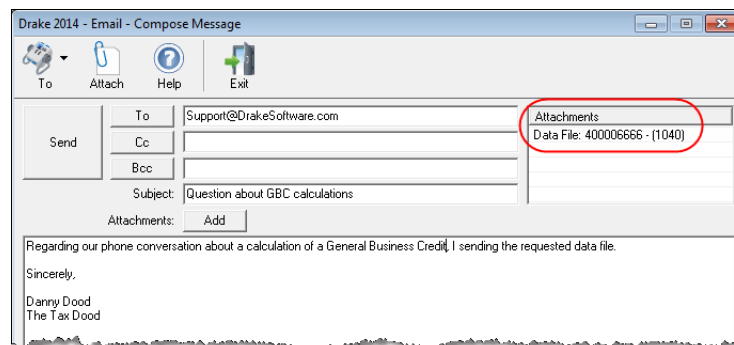 Drake 2014 - Email - Compose Message
To Attach Help Exit
Send
To Support@DrakeSoftware.com
Cc
Bcc
Subject: Question about GBC calculations
Attachments
Data File: 400006666 - (1040)
Attachments: Add
Regarding our phone conversation about a calculation of a General Business Credit, I sending the requested data file.
Sincerely,
Danny Dood
The Tax Dood